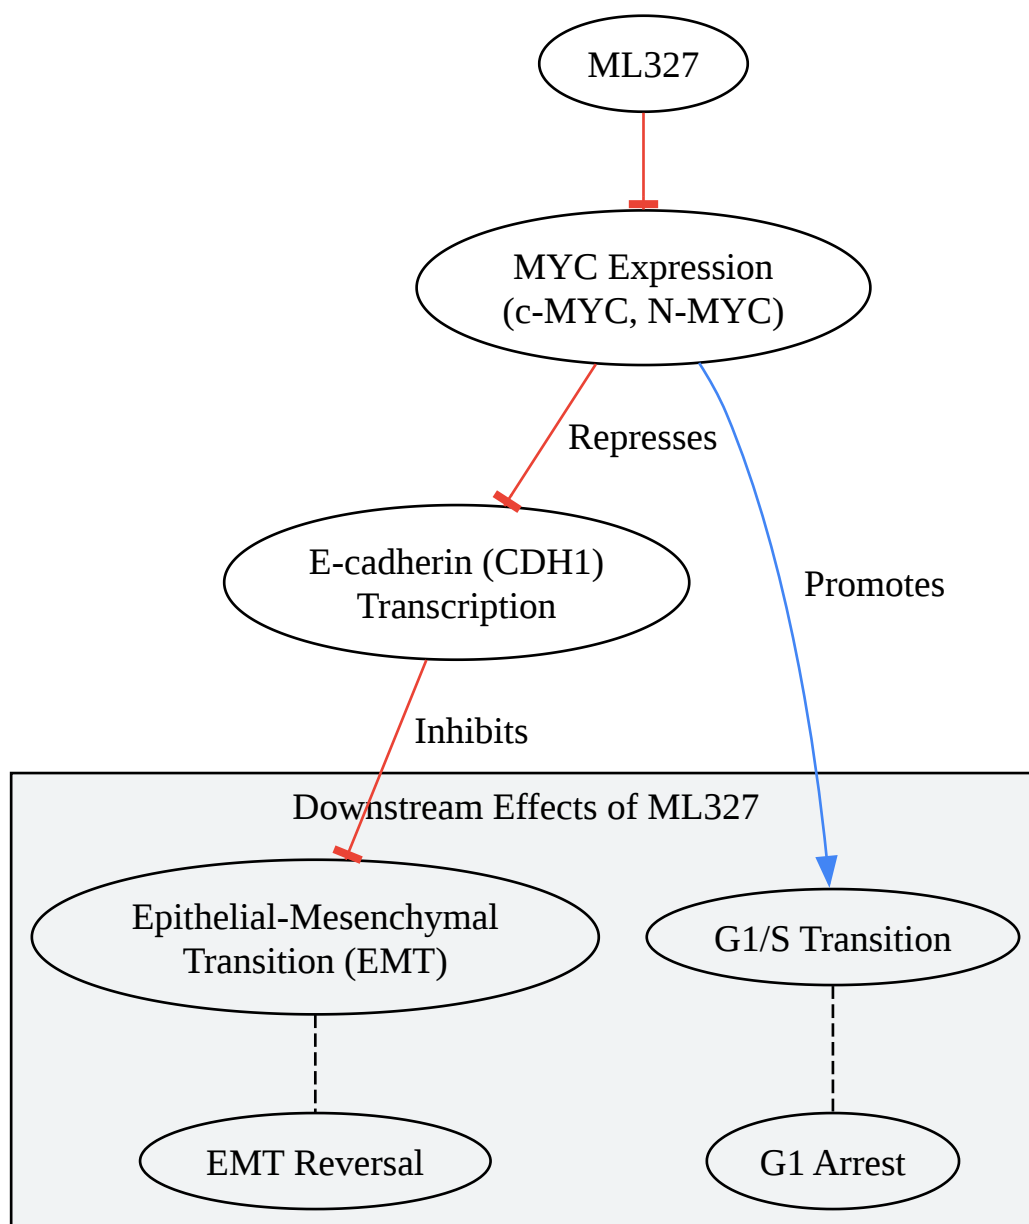 ML327
MYC Expression
(c-MYC, N-MYC)
Represses
E-cadherin (CDH1)
Transcription
Promotes
Inhibits
Downstream Effects of ML327
Epithelial-Mesenchymal
Transition (EMT)
G1/S Transition
EMT Reversal
G1 Arrest